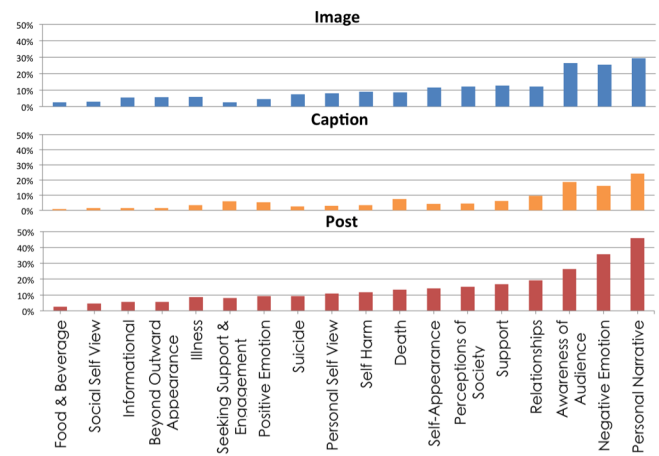 Image
50%
40%
30%
20%
10%
0%
Caption
50%
40%
30%
20%
10%
0%
Post
50%
40%
30%
20%
10%
0%
Food & Beverage
Social Self View
Informational
Beyond Outward
Appearance
Illness
Seeking Support &
Engagement
Positive Emotion
Suicide
Personal Self View
Self Harm
Death
Self-Appearance
Perceptions of
Society
Support
Relationships
Awareness of
Audience
Negative Emotion
Personal Narrative